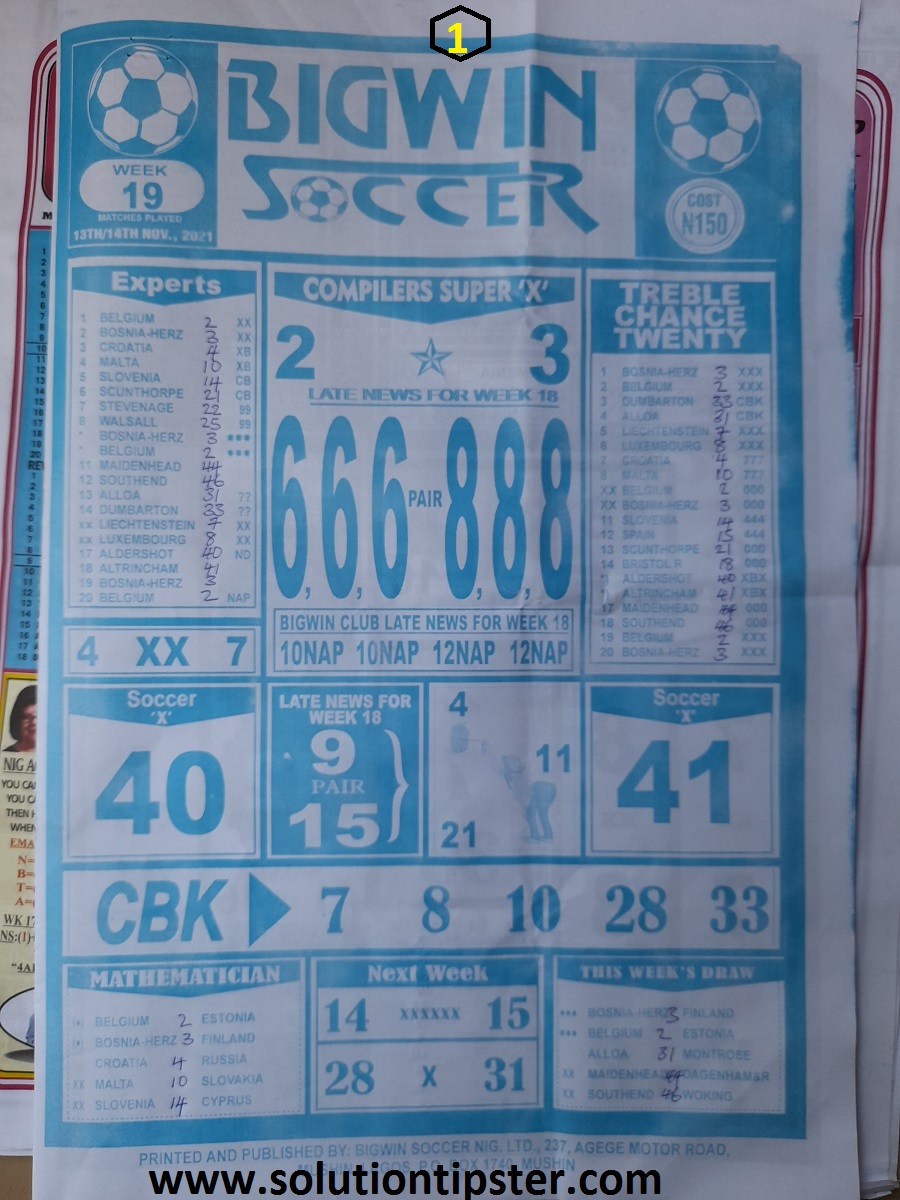 1
BIGWIN
SOCCER
WEEK
19
MATCHES PLAYED
13TH/14TH NOV., 2021
COST
N150
Experts
1 BELGIUM 2 XX
2 BOSNIA-HERZ 3 XX
3 CROATIA 4 XB
4 MALTA 10 XB
5 SLOVENIA 14 CB
6 SCUNTHORPE 21 CB
7 STEVENAGE 22 99
8 WALSALL 25 99
* BOSNIA-HERZ 3 ***
* BELGIUM 2 ***
11 MAIDENHEAD 44
12 SOUTHEND 46
13 ALLOA 31 ??
14 DUMBARTON 33 ??
XX LIECHTENSTEIN 7 XX
XX LUXEMBOURG 8 XX
17 ALDERSHOT 40 ND
18 ALTRINCHAM 41
19 BOSNIA-HERZ 3
20 BELGIUM 2 NAP
4 XX 7
COMPILERS SUPER 'X'
2 3
LATE NEWS FOR WEEK 18
6,6,6 PAIR 8,8,8
BIGWIN CLUB LATE NEWS FOR WEEK 18
10NAP 10NAP 12NAP 12NAP
TREBLE
CHANCE
TWENTY
1 BOSNIA-HERZ 3 XXX
2 BELGIUM 2 XXX
3 DUMBARTON 33 CBK
4 ALLOA 31 CBK
5 LIECHTENSTEIN 7 XXX
6 LUXEMBOURG 8 XXX
7 CROATIA 4 777
8 MALTA 10 777
XX BELGIUM 2 000
XX BOSNIA-HERZ 3 000
11 SLOVENIA 14 444
12 SPAIN 15 444
13 SCUNTHORPE 21 000
14 BRISTOL R 18 000
ALDERSHOT 40 XBX
ALTRINCHAM 41 XBX
17 MAIDENHEAD 44 000
18 SOUTHEND 46 000
19 BELGIUM 2 XXX
20 BOSNIA-HERZ 3 XXX
Soccer
'X'
40
LATE NEWS FOR
WEEK 18
9
PAIR
15
4
11
21
Soccer
'X'
41
CBK 7 8 10 28 33
MATHEMATICIAN
BELGIUM 2 ESTONIA
BOSNIA-HERZ 3 FINLAND
CROATIA 4 RUSSIA
XX MALTA 10 SLOVAKIA
XX SLOVENIA 14 CYPRUS
Next Week
14 XXXXXX 15
28 X 31
THIS WEEK'S DRAW
*** BOSNIA-HERZ 3 FINLAND
*** BELGIUM 2 ESTONIA
ALLOA 31 MONTROSE
XX MAIDENHEAD 44 DAGENHAM&R
XX SOUTHEND 46 WOKING
PRINTED AND PUBLISHED BY: BIGWIN SOCCER NIG, LTD., 237, AGEGE MOTOR ROAD,
MUSHIN P.O. BOX 1740, MUSHIN
www.solutiontipster.com